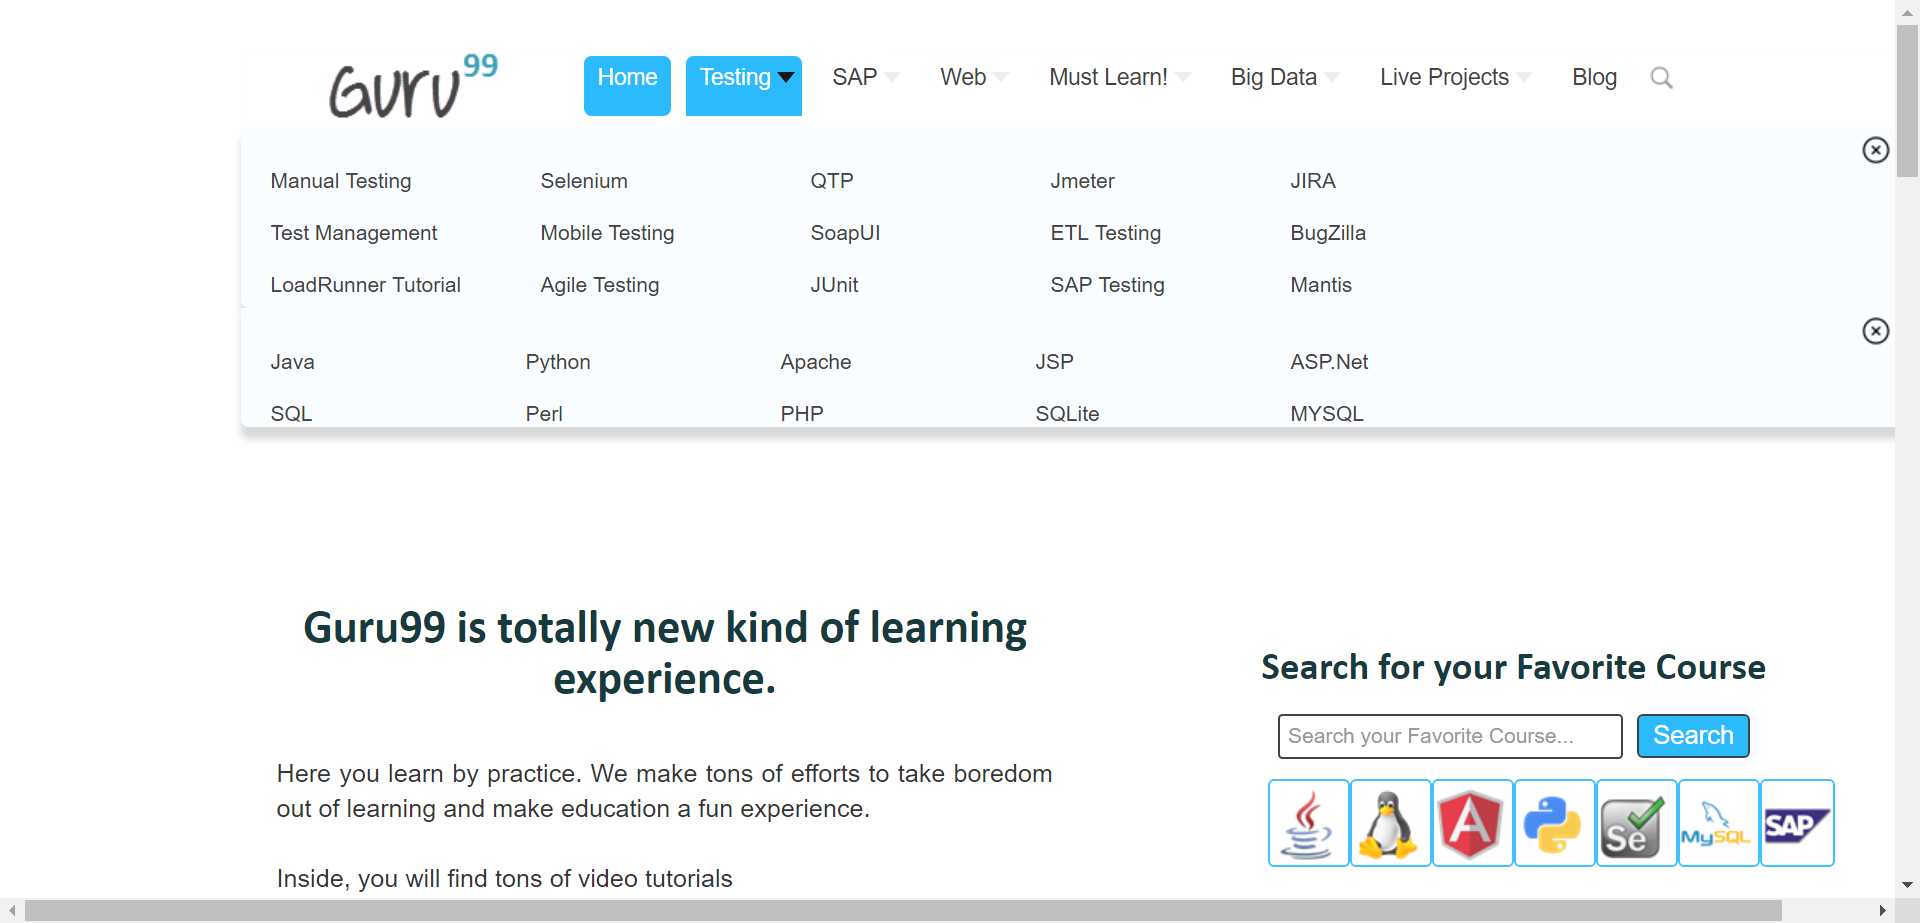 Guru99 Home Testing SAP Web Must Learn! Big Data Live Projects Blog
Manual Testing Selenium QTP Jmeter JIRA
Test Management Mobile Testing SoapUI ETL Testing BugZilla
LoadRunner Tutorial Agile Testing JUnit SAP Testing Mantis
Java Python Apache JSP ASP.Net
SQL Perl PHP SQLite MYSQL
Guru99 is totally new kind of learning
experience.
Here you learn by practice. We make tons of efforts to take boredom
out of learning and make education a fun experience.
Inside, you will find tons of video tutorials
Search for your Favorite Course
Search your Favorite Course... Search
Se MySQL SAP